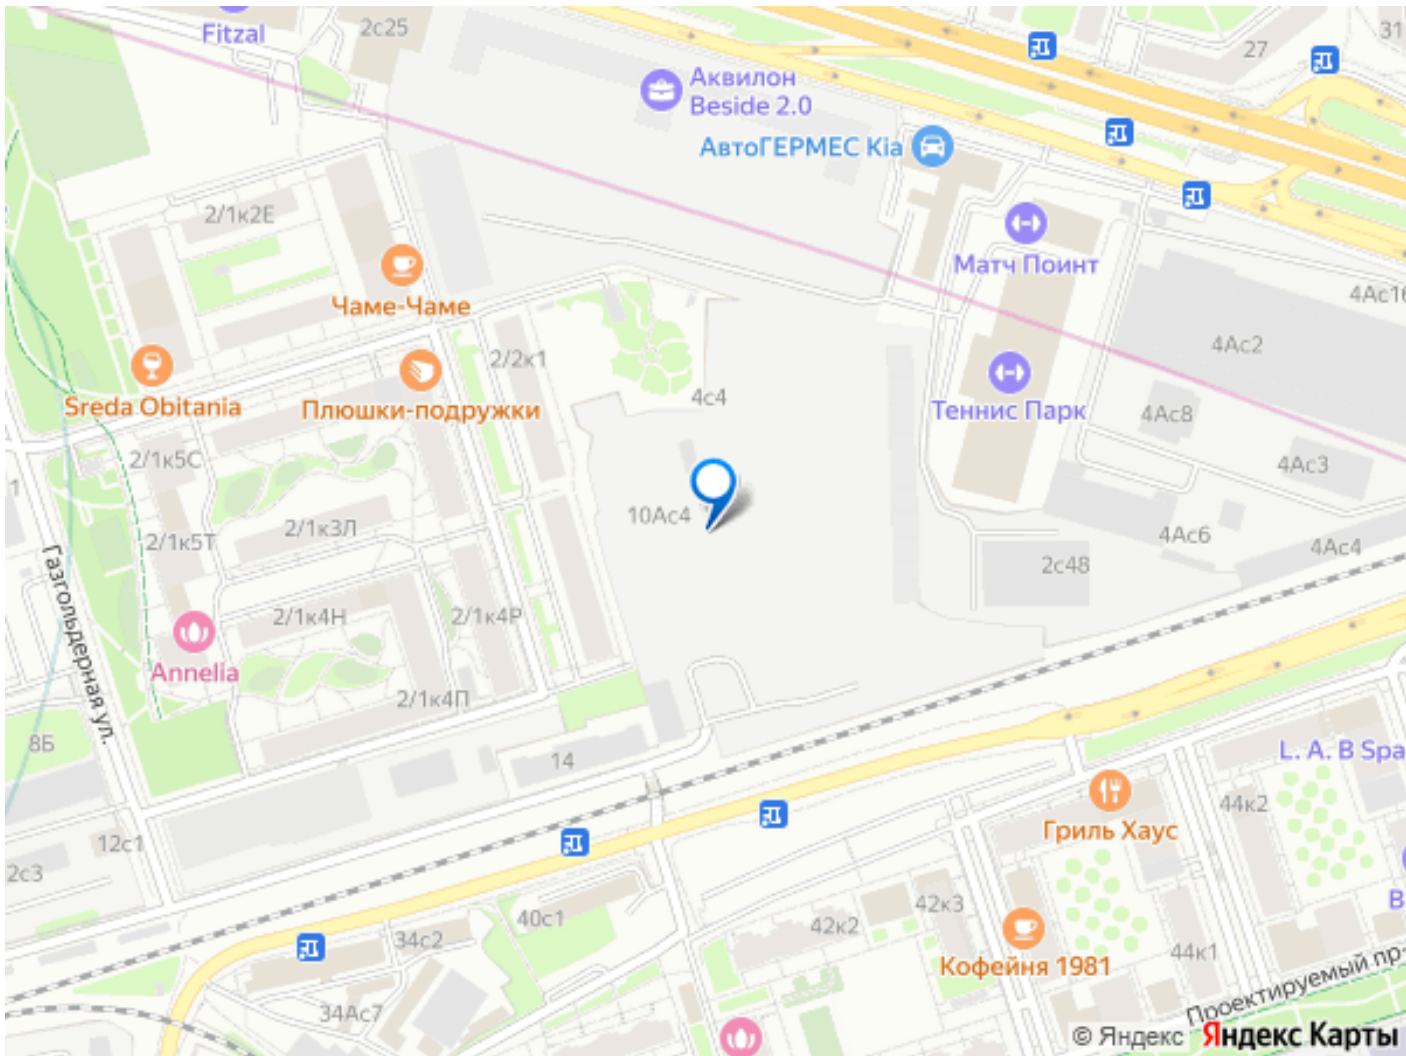 Fitzal
2с25
27
31
Аквилон
Beside 2.0
АвтоГЕРМЕС Kia
2/1к2Е
Матч Поинт
Чаме-Чаме
4Ас16
4Ас2
2/2к1
Sreda Obitania
Плюшки-подружки
4с4
Теннис Парк
4Ас8
2/1к5С
4Ас3
1
10Ас4
2/1к3Л
2/1к5Т
4Ас6
4Ас4
2с48
Газгольдерная ул.
2/1к4Н
2/1к4Р
Annelia
2/1к4П
8Б
14
L. A. B Spa
44к2
Гриль Хаус
12с1
2с3
42к3
40с1
42к2
34с2
В
44к1
Кофейня 1981
Проектируемый пр-
34Ас7
© Яндекс Яндекс Карты